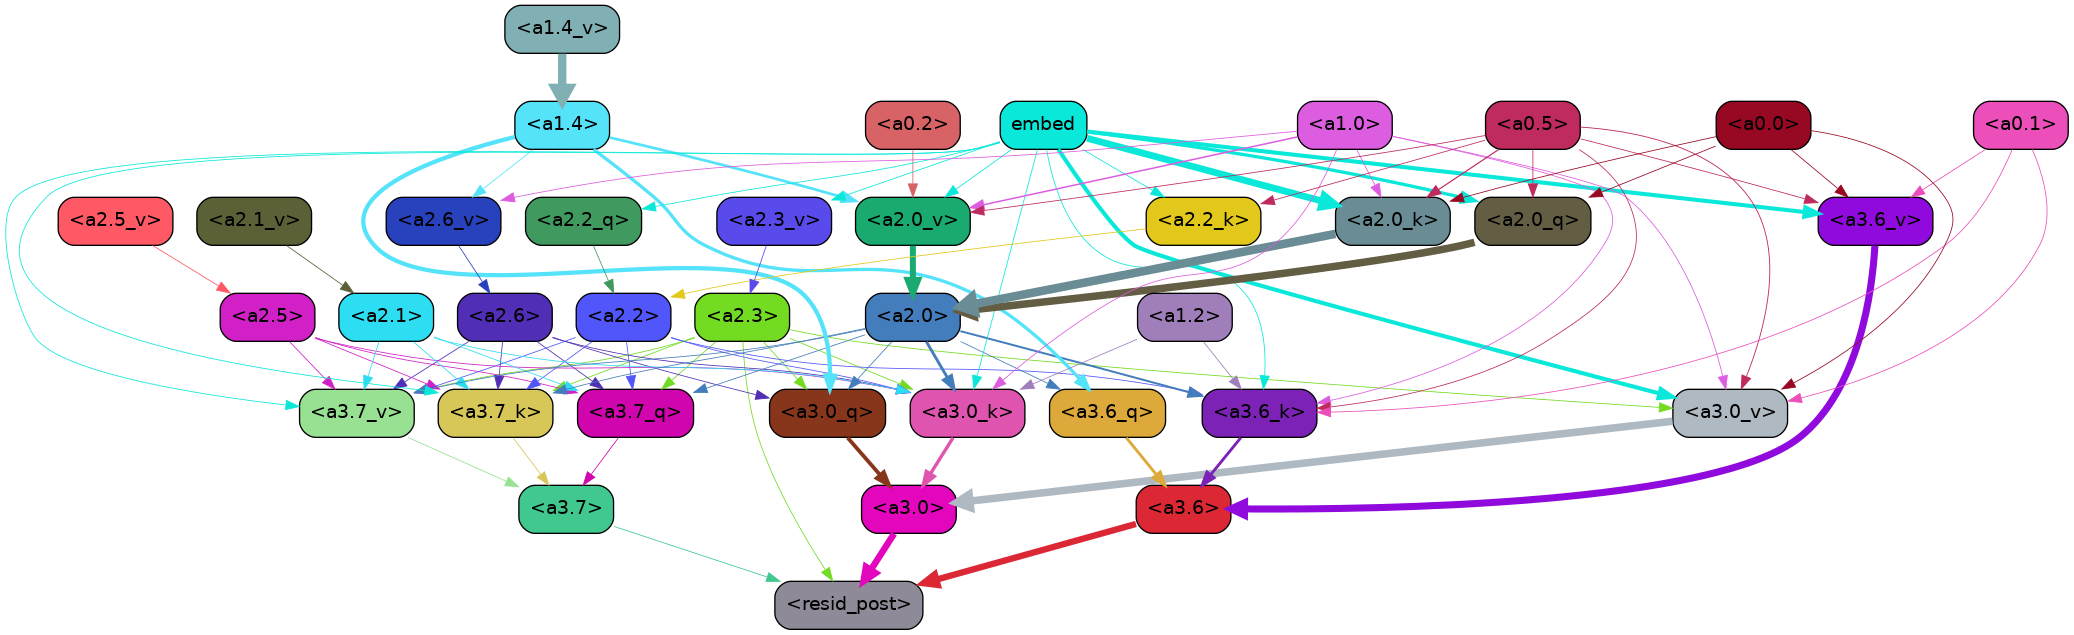 <a1.4_v>
<a1.4>
<a0.2>
embed
<a1.0>
<a0.5>
<a0.0>
<a0.1>
<a2.5_v>
<a2.1_v>
<a2.6_v>
<a2.2_q>
<a2.3_v>
<a2.0_v>
<a2.2_k>
<a2.0_k>
<a2.0_q>
<a3.6_v>
<a2.5>
<a2.1>
<a2.6>
<a2.2>
<a2.3>
<a2.0>
<a1.2>
<a3.7_v>
<a3.7_k>
<a3.7_q>
<a3.0_q>
<a3.0_k>
<a3.6_q>
<a3.6_k>
<a3.0_v>
<a3.7>
<a3.0>
<a3.6>
<resid_post>